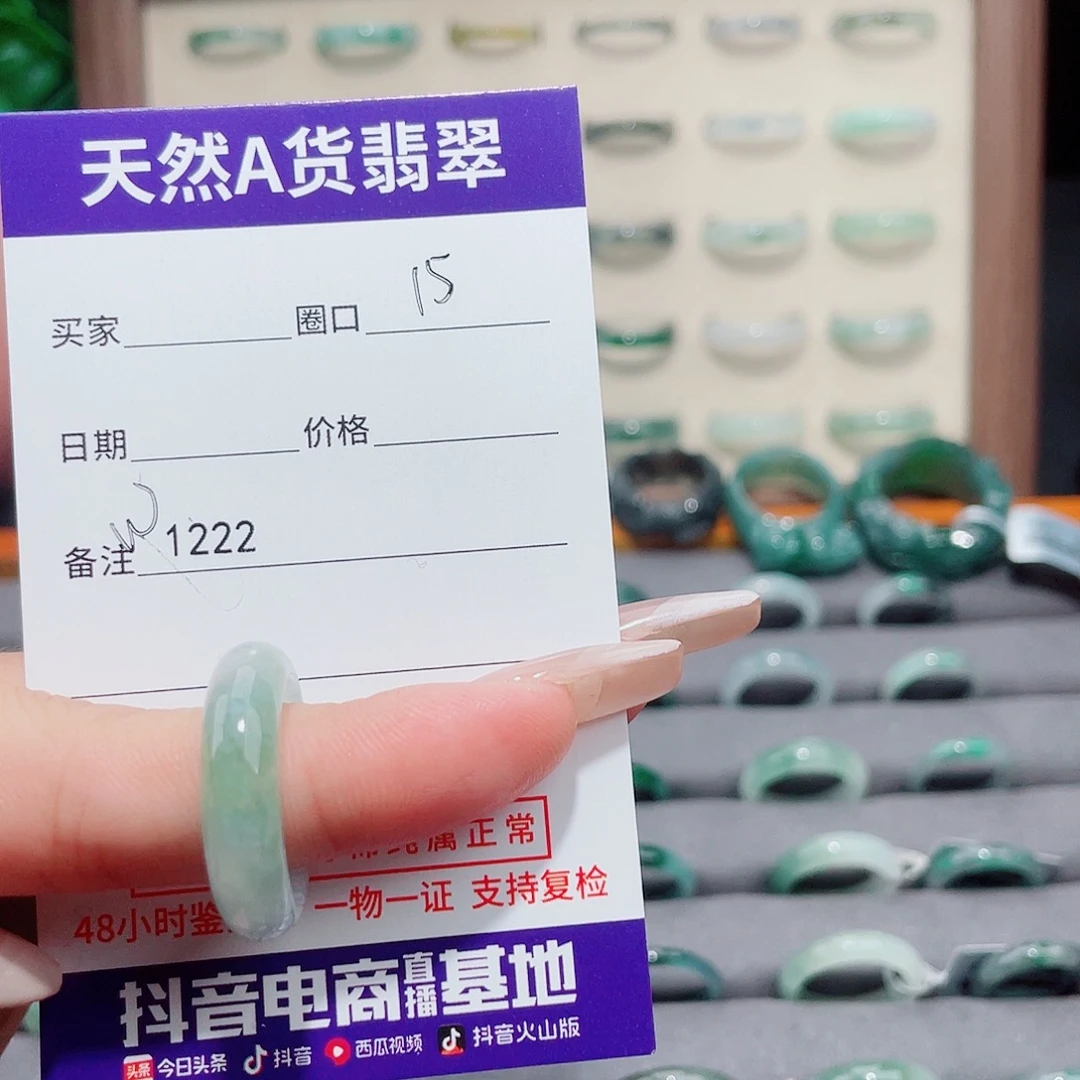 天然A货翡翠
买家 圈口 15
日期 价格
备注 W 1222
纯属正常
48小时鉴 一物一证 支持复检
抖音电商直播基地
头条 今日头条 抖音 西瓜视频 抖音火山版